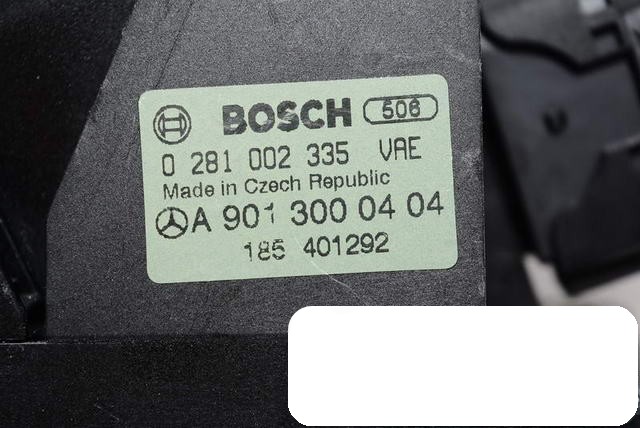 BOSCH 506
0 281 002 335 VAE
Made in Czech Republic
A 901 300 04 04
185 401292